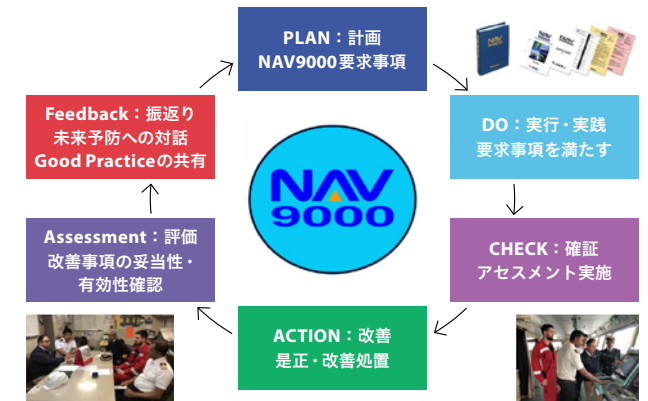 PLAN：計画
NAV9000要求事項
DO：実行・実践
要求事項を満たす
CHECK：確証
アセスメント実施
ACTION：改善
是正・改善処置
Assessment：評価
改善事項の妥当性・
有効性確認
Feedback：振返り
未来予防への対話
Good Practiceの共有
NAV
9000
NAV
NAV
NAV